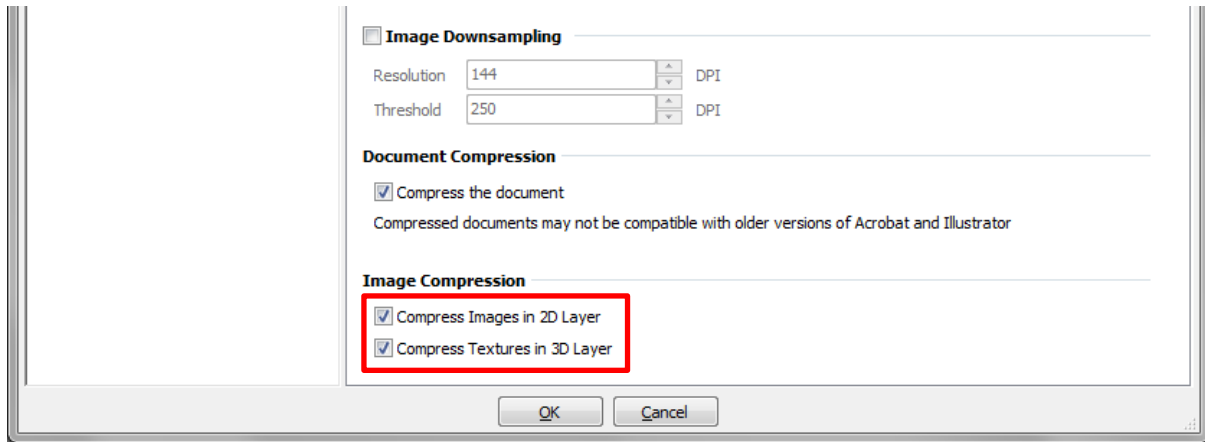 Image Downsampling
Resolution 144 DPI
Threshold 250 DPI
Document Compression
Compress the document
Compressed documents may not be compatible with older versions of Acrobat and Illustrator
Image Compression
Compress Images in 2D Layer
Compress Textures in 3D Layer
OK Cancel